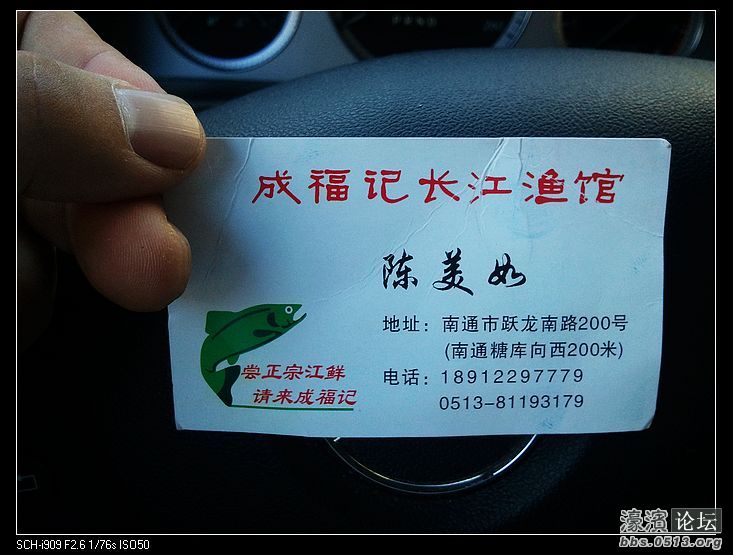 成福记长江渔馆
陈美如
地址：南通市跃龙南路200号
(南通糖库向西200米)
电话：18912297779
0513-81193179
尝正宗江鲜
请来成福记
濠滨 论坛
bbs.0513.org
SCH-i909 F2.6 1/76s ISO50